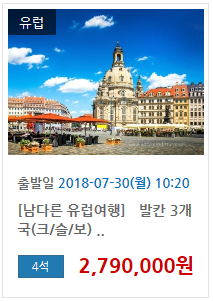 유럽
출발일 2018-07-30(월) 10:20
[남다른 유럽여행] 발칸 3개
국(크/슬/보) ..
4석 2,790,000원